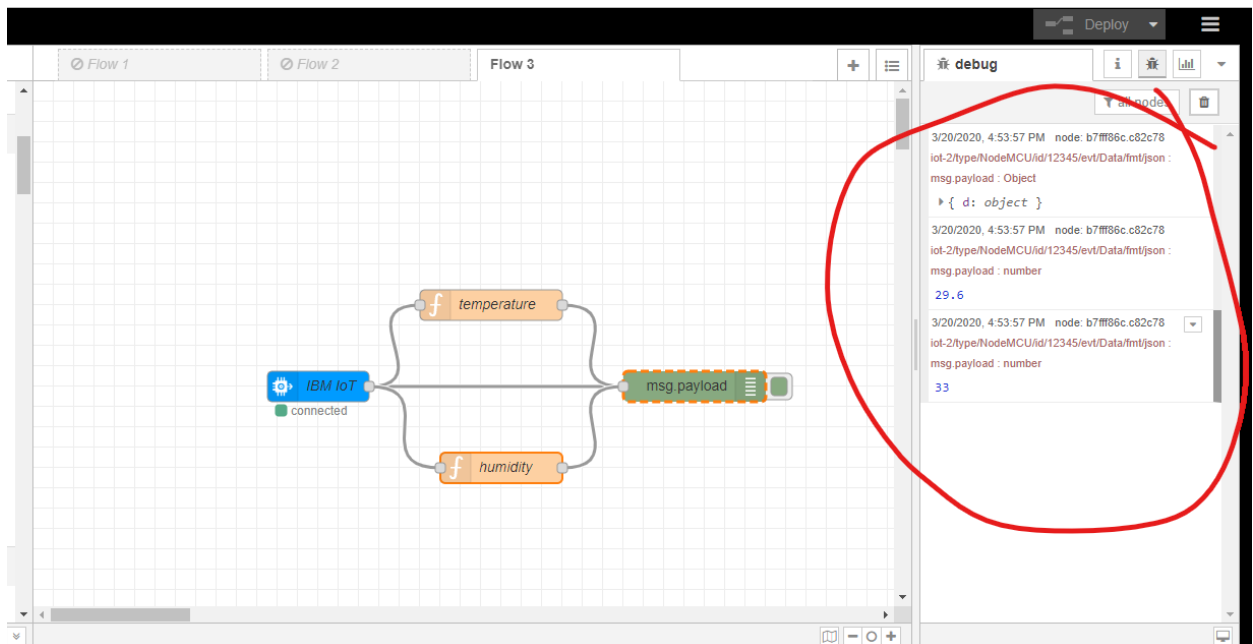 Deploy
Flow 1
Flow 2
Flow 3
debug
i
all nodes
temperature
IBM IoT
connected
msg.payload
humidity
3/20/2020, 4:53:57 PM node: b7fff86c.c82c78
iot-2/type/NodeMCU/id/12345/evt/Data/fmt/json :
msg.payload : Object
{ d: object }
3/20/2020, 4:53:57 PM node: b7fff86c.c82c78
iot-2/type/NodeMCU/id/12345/evt/Data/fmt/json :
msg.payload : number
29.6
3/20/2020, 4:53:57 PM node: b7fff86c.c82c78
iot-2/type/NodeMCU/id/12345/evt/Data/fmt/json :
msg.payload : number
33